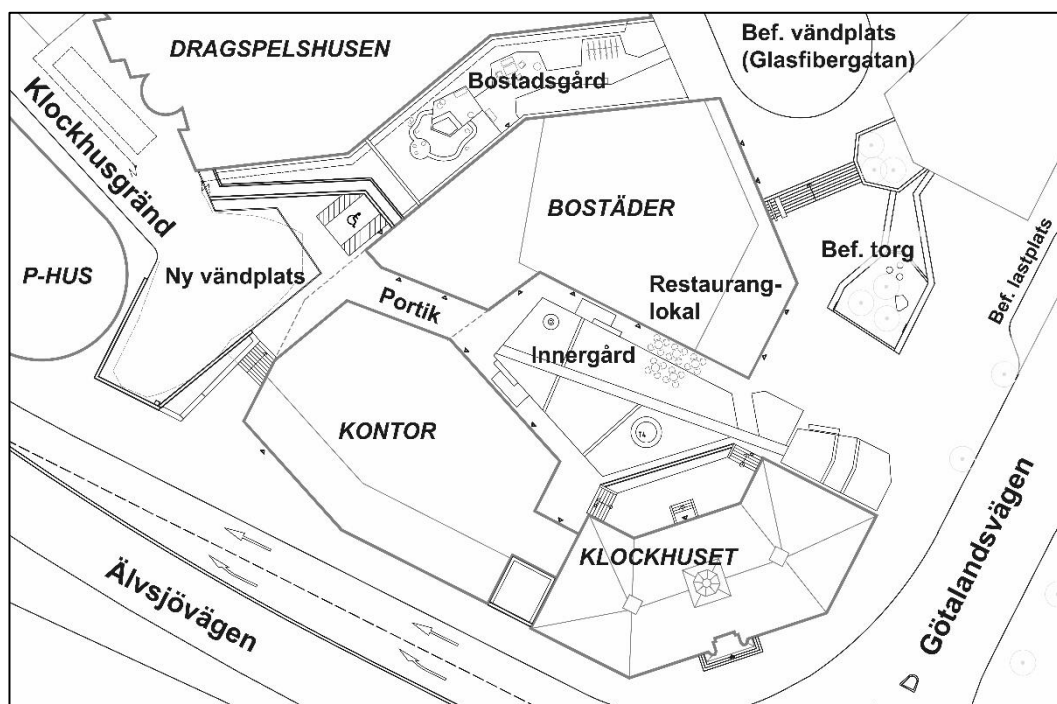 DRAGSPELSHUSEN
Bef. vändplats
(Glasfibergatan)
Bostadsgård
Klockhusgränd
BOSTÄDER
P-HUS
Ny vändplats
Bef. torg
Bef. lastplats
Portik
Restaurang-
lokal
Innergård
KONTOR
KLOCKHUSET
Älvsjövägen
Götalandsvägen